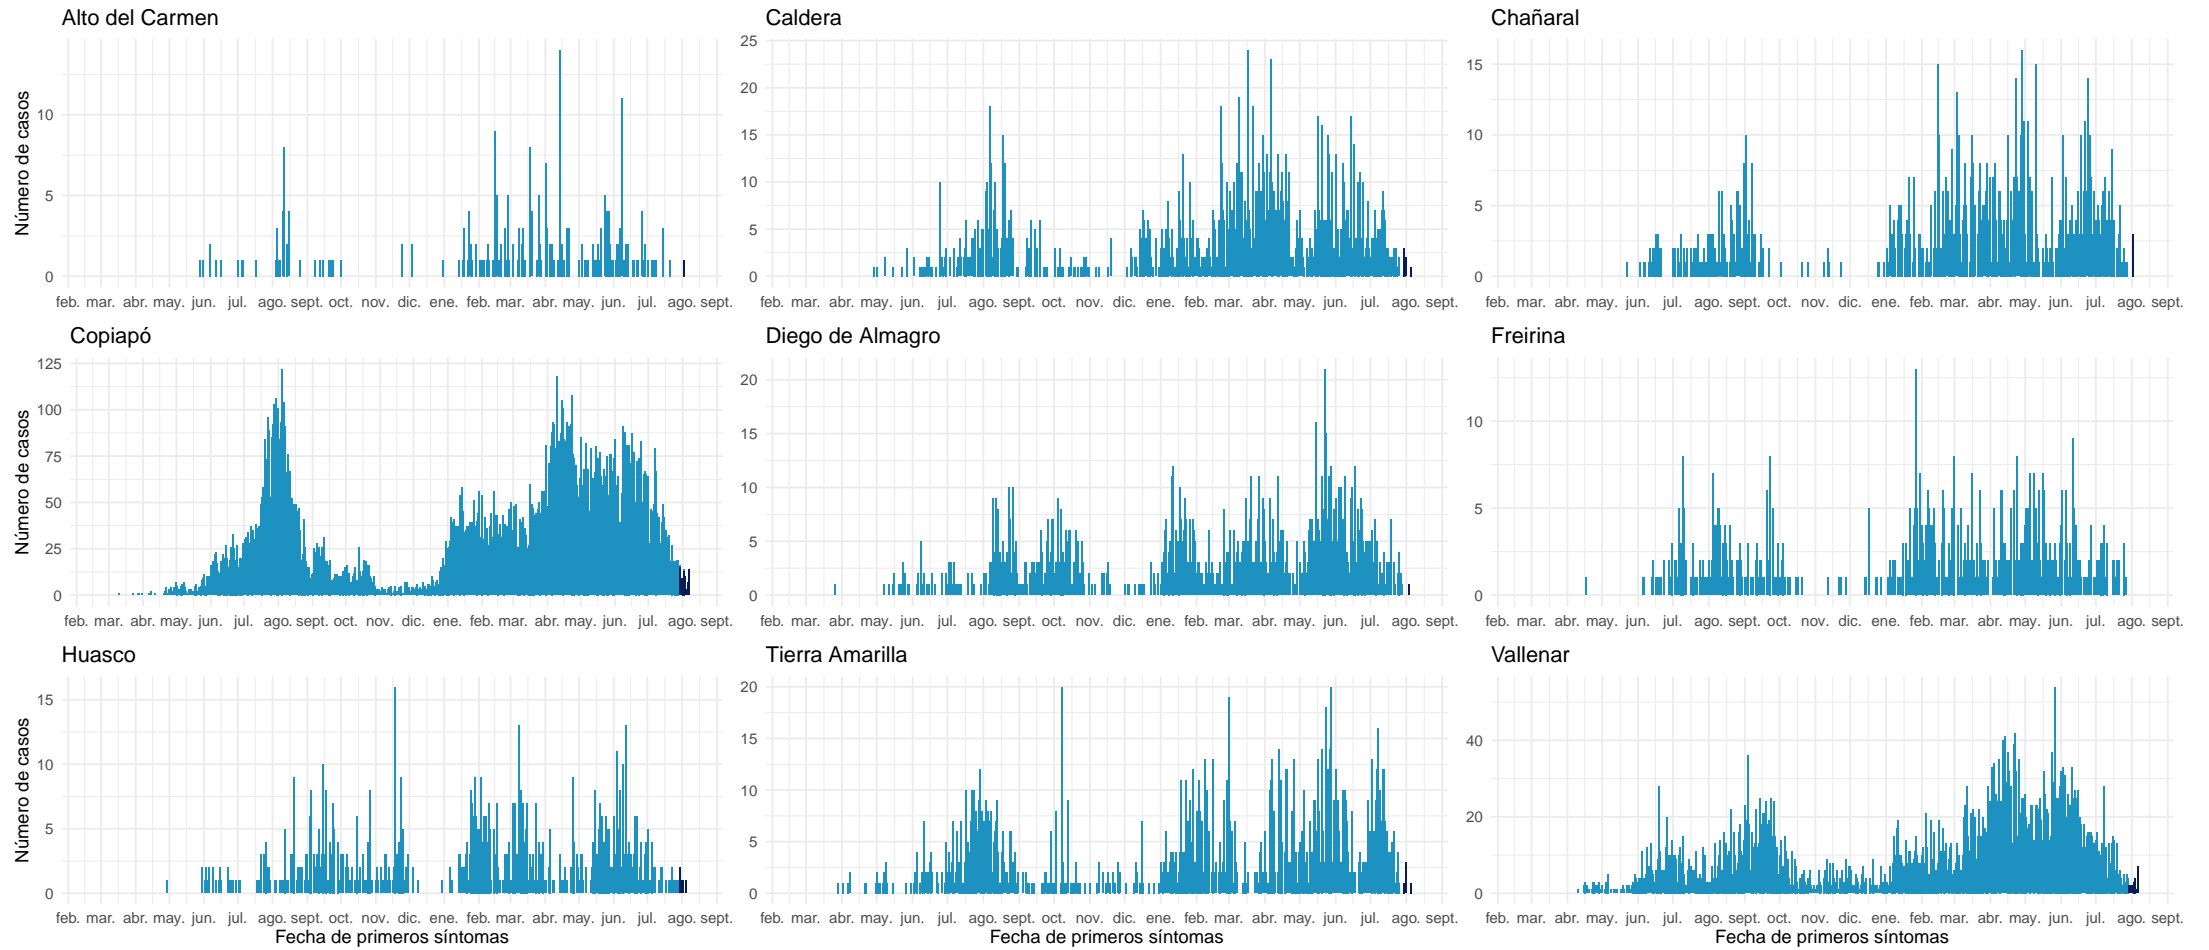 Alto del Carmen
Caldera
Chañaral
Número de casos
10
5
0
25
20
15
10
5
0
15
10
5
0
feb. mar. abr. may. jun. jul. ago. sept. oct. nov. dic. ene. feb. mar. abr. may. jun. jul. ago. sept.
feb. mar. abr. may. jun. jul. ago. sept. oct. nov. dic. ene. feb. mar. abr. may. jun. jul. ago. sept.
feb. mar. abr. may. jun. jul. ago. sept. oct. nov. dic. ene. feb. mar. abr. may. jun. jul. ago. sept.
Copiapó
Diego de Almagro
Freirina
Número de casos
125
100
75
50
25
0
20
15
10
5
0
10
5
0
feb. mar. abr. may. jun. jul. ago. sept. oct. nov. dic. ene. feb. mar. abr. may. jun. jul. ago. sept.
feb. mar. abr. may. jun. jul. ago. sept. oct. nov. dic. ene. feb. mar. abr. may. jun. jul. ago. sept.
feb. mar. abr. may. jun. jul. ago. sept. oct. nov. dic. ene. feb. mar. abr. may. jun. jul. ago. sept.
Huasco
Tierra Amarilla
Vallenar
Número de casos
15
10
5
0
20
15
10
5
0
40
20
0
feb. mar. abr. may. jun. jul. ago. sept. oct. nov. dic. ene. feb. mar. abr. may. jun. jul. ago. sept.
feb. mar. abr. may. jun. jul. ago. sept. oct. nov. dic. ene. feb. mar. abr. may. jun. jul. ago. sept.
feb. mar. abr. may. jun. jul. ago. sept. oct. nov. dic. ene. feb. mar. abr. may. jun. jul. ago. sept.
Fecha de primeros síntomas
Fecha de primeros síntomas
Fecha de primeros síntomas